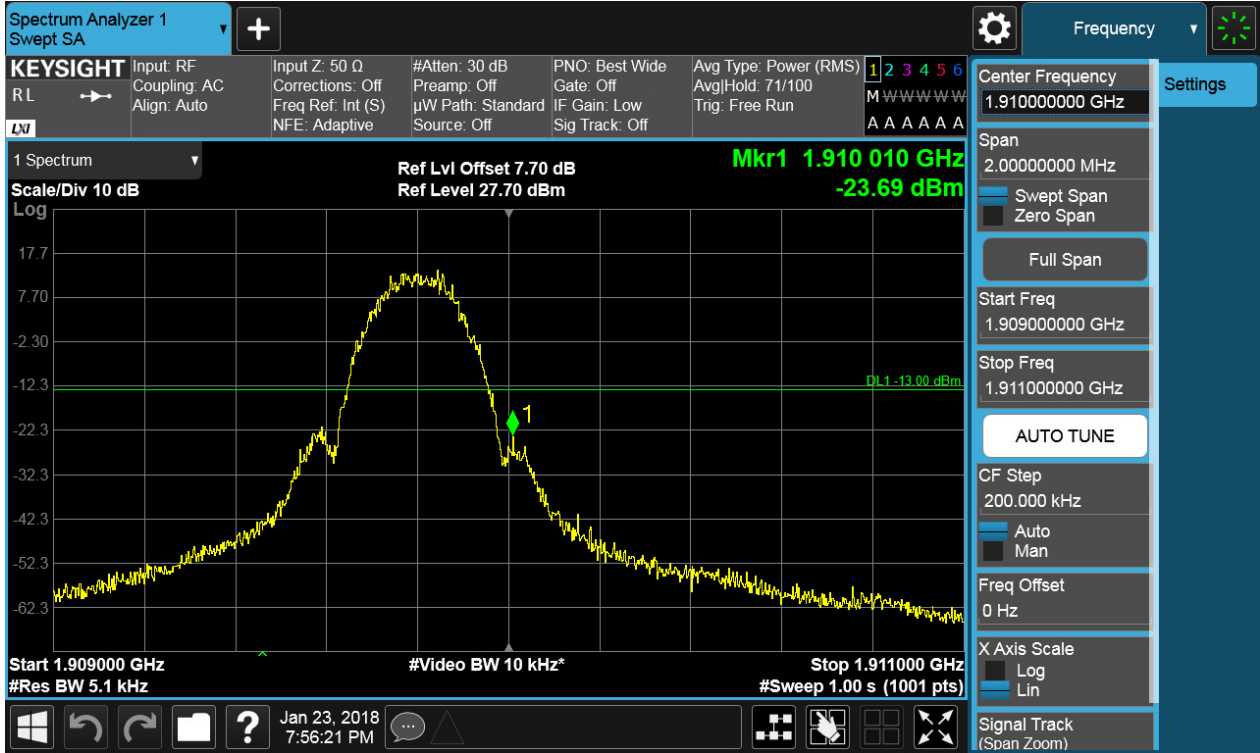 Spectrum Analyzer 1
Swept SA
Frequency
KEYSIGHT
R L
LXI
Input: RF
Coupling: AC
Align: Auto
Input Z: 50 Ω
Corrections: Off
Freq Ref: Int (S)
NFE: Adaptive
#Atten: 30 dB
Preamp: Off
µW Path: Standard
Source: Off
PNO: Best Wide
Gate: Off
IF Gain: Low
Sig Track: Off
Avg Type: Power (RMS)
Avg|Hold: 71/100
Trig: Free Run
1 2 3 4 5 6
M W W W W W
A A A A A A
1 Spectrum
Scale/Div 10 dB
Ref Lvl Offset 7.70 dB
Ref Level 27.70 dBm
Mkr1 1.910 010 GHz
-23.69 dBm
Log
17.7
7.70
-2.30
-12.3
-22.3
-32.3
-42.3
-52.3
-62.3
DL1 -13.00 dBm
1
Start 1.909000 GHz
#Res BW 5.1 kHz
#Video BW 10 kHz*
Stop 1.911000 GHz
#Sweep 1.00 s (1001 pts)
Center Frequency
1.910000000 GHz
Span
2.00000000 MHz
Swept Span
Zero Span
Full Span
Start Freq
1.909000000 GHz
Stop Freq
1.911000000 GHz
AUTO TUNE
CF Step
200.000 kHz
Auto
Man
Freq Offset
0 Hz
X Axis Scale
Log
Lin
Signal Track
(Span Zoom)
Settings
?
Jan 23, 2018
7:56:21 PM